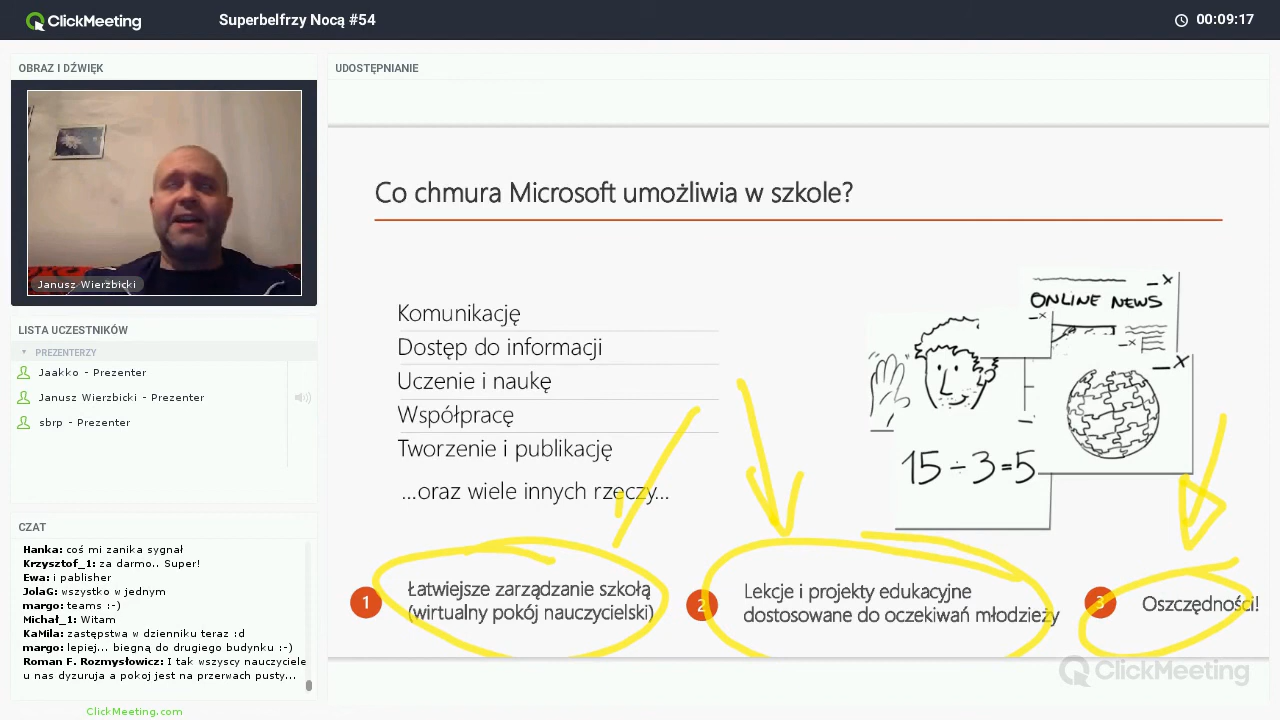 ClickMeeting
Superbelfrzy Nocą #54
00:09:17
OBRAZ I DŹWIĘK
Janusz Wierzbicki
LISTA UCZESTNIKÓW
PREZENTERZY
Jaakko - Prezenter
Janusz Wierzbicki - Prezenter
sbrp - Prezenter
CZAT
Hanka: coś mi zanika sygnał
Krzysztof_1: za darmo.. Super!
Ewa: i publisher
JolaG: wszystko w jednym
margo: teams :-)
Michał_1: Witam
KaMila: zastępstwa w dzienniku teraz :d
margo: lepiej... biegną do drugiego budynku :-)
Roman F. Rozmysłowicz: I tak wszyscy nauczyciele
u nas dyzuruja a pokoj jest na przerwach pusty...
ClickMeeting.com
UDOSTĘPNIANIE
Co chmura Microsoft umożliwia w szkole?
Komunikację
Dostęp do informacji
Uczenie i naukę
Współpracę
Tworzenie i publikację
...oraz wiele innych rzeczy...
ONLINE NEWS
15÷3=5
1 Łatwiejsze zarządzanie szkołą
(wirtualny pokój nauczycielski)
2 Lekcje i projekty edukacyjne
dostosowane do oczekiwań młodzieży
3 Oszczędności!
ClickMeeting